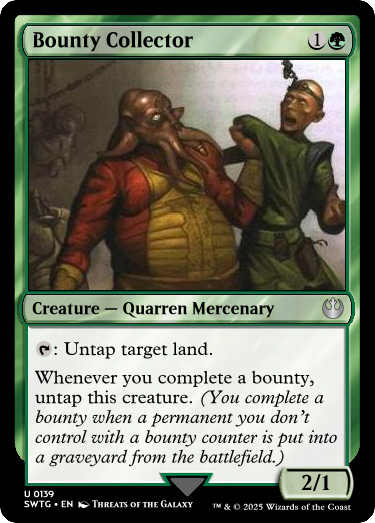 Bounty Collector 1
Creature — Quarren Mercenary
: Untap target land.
Whenever you complete a bounty,
untap this creature. (You complete a
bounty when a permanent you don't
control with a bounty counter is put into
a graveyard from the battlefield.)
2/1
U 0139
SWTG • EN Threats of the Galaxy ™ & © 2025 Wizards of the Coast